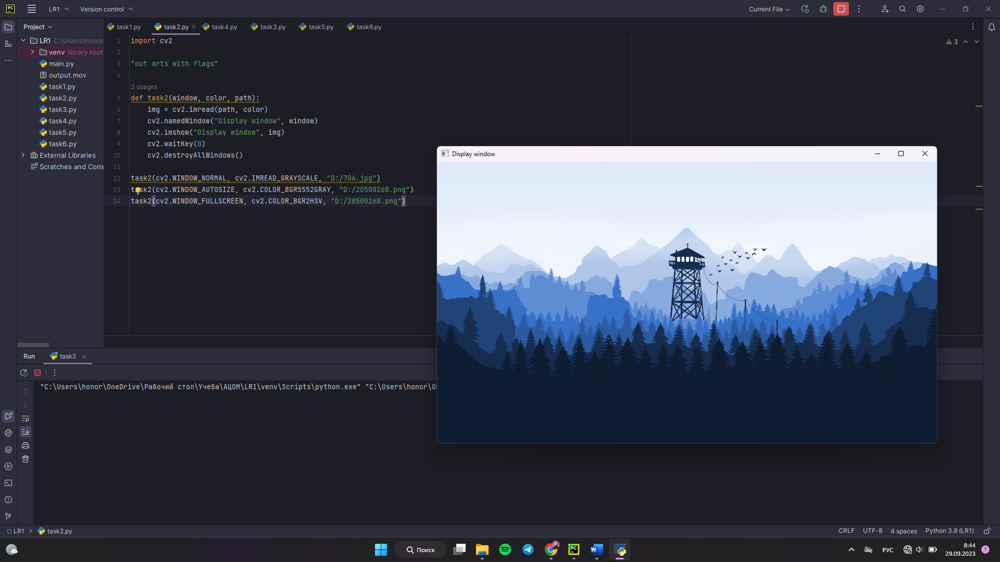 PC LR1 Version control Current File
Project task1.py task2.py task4.py task3.py task5.py task6.py
LR1 C:\Users\honor
venv library root
main.py
output.mov
task1.py
task2.py
task3.py
task4.py
task5.py
task6.py
External Libraries
Scratches and Cons
3
1 import cv2
2
3 "out arts with flags"
4
3 usages
5 def task2(window, color, path):
6 img = cv2.imread(path, color)
7 cv2.namedWindow("Display window", window)
8 cv2.imshow("Display window", img)
9 cv2.waitKey(0)
10 cv2.destroyAllWindows()
11
12 task2(cv2.WINDOW_NORMAL, cv2.IMREAD_GRAYSCALE, "D:/704.jpg")
13 task2(cv2.WINDOW_AUTOSIZE, cv2.COLOR_BGR5552GRAY, "D:/20500268.png")
14 task2(cv2.WINDOW_FULLSCREEN, cv2.COLOR_BGR2HSV, "D:/20500268.png")
Display window
Run task2
"C:\Users\honor\OneDrive\Рабочий стол\Учеба\АЦОМ\LR1\venv\Scripts\python.exe" "C:\Users\honor\On
LR1 task2.py CRLF UTF-8 4 spaces Python 3.9 (LR1)
Поиск PC W РУС 8:44
29.09.2023 1